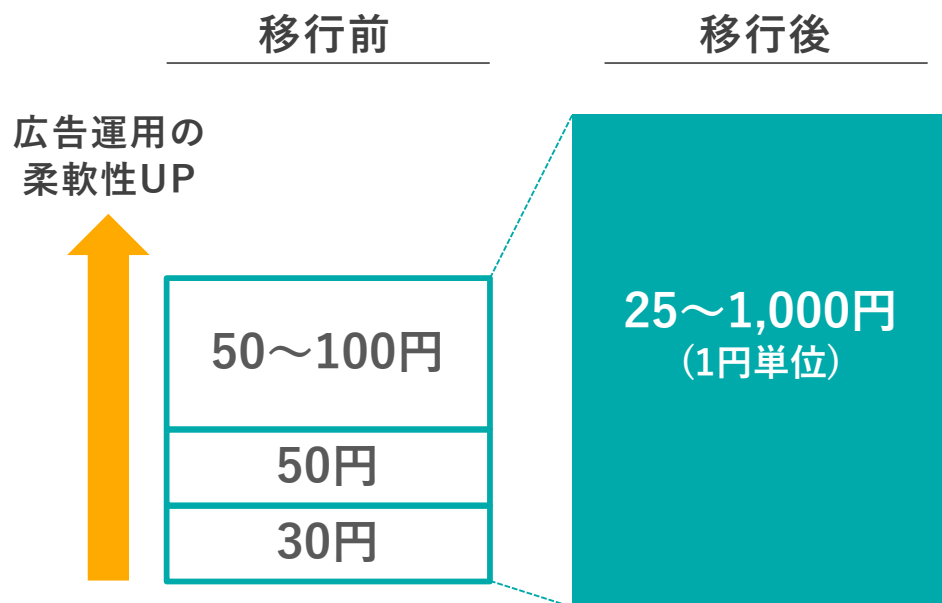 移行前
移行後
広告運用の
柔軟性UP
50～100円
50円
30円
25～1,000円
(1円単位)